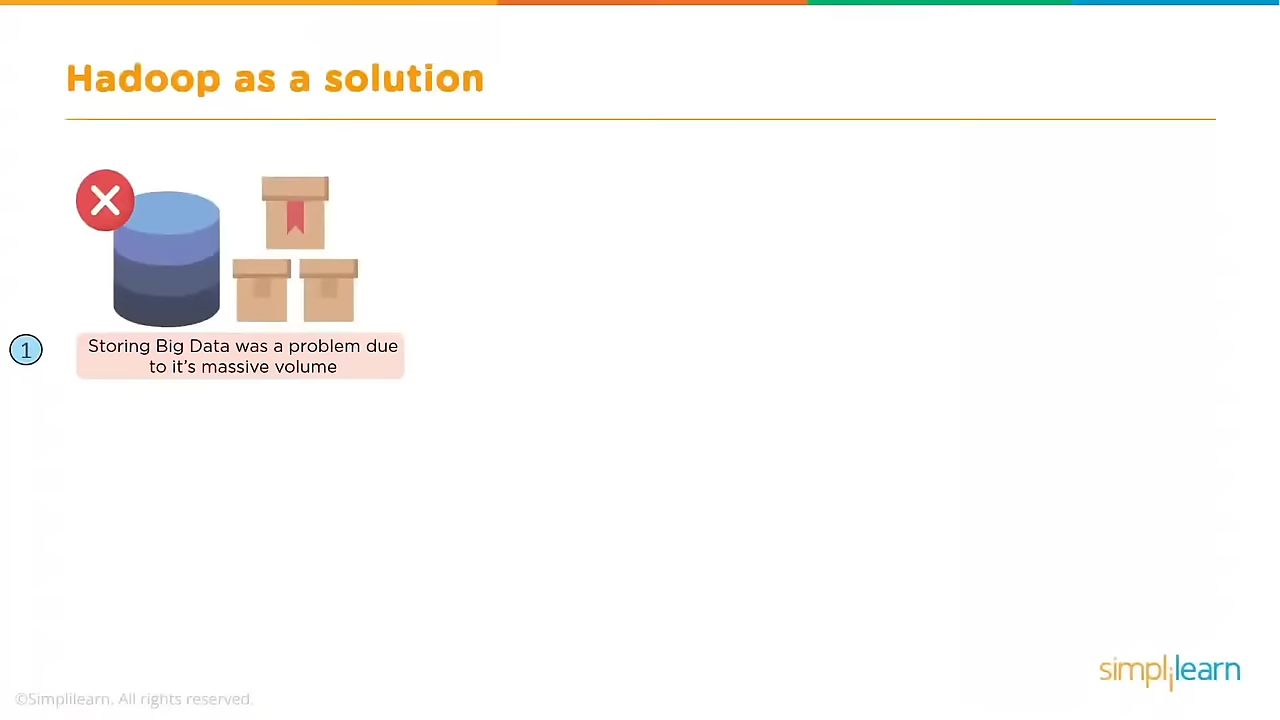 Hadoop as a solution
1
Storing Big Data was a problem due
to it's massive volume
simplilearn
©Simplilearn. All rights reserved.